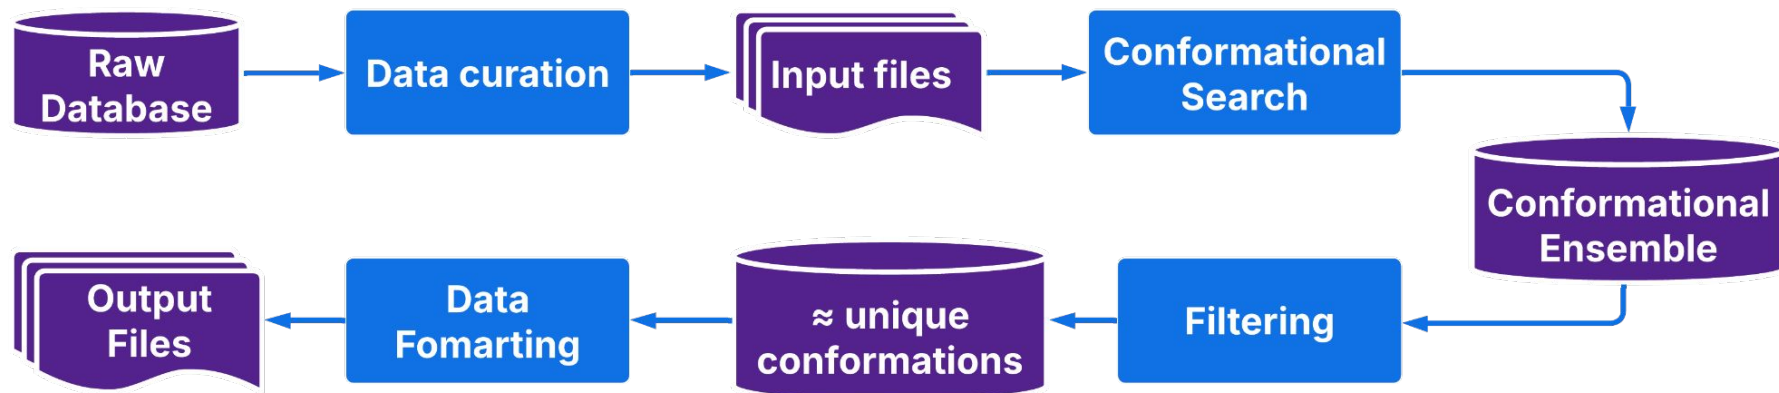 Raw
Database
Data curation
Input files
Conformational
Search
Conformational
Ensemble
Filtering
≈ unique
conformations
Data
Fomarting
Output
Files